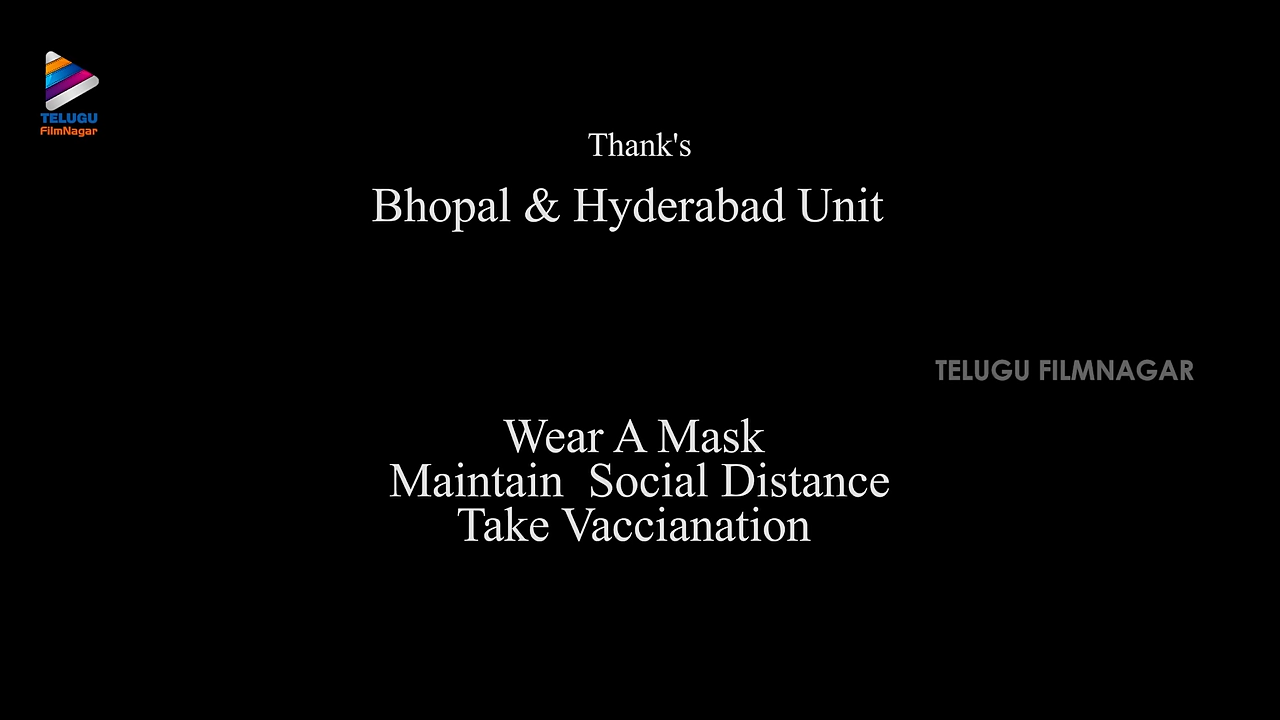 TELUGU
FilmNagar
Thank's
Bhopal & Hyderabad Unit
TELUGU FILMNAGAR
Wear A Mask
Maintain  Social Distance
Take Vaccianation